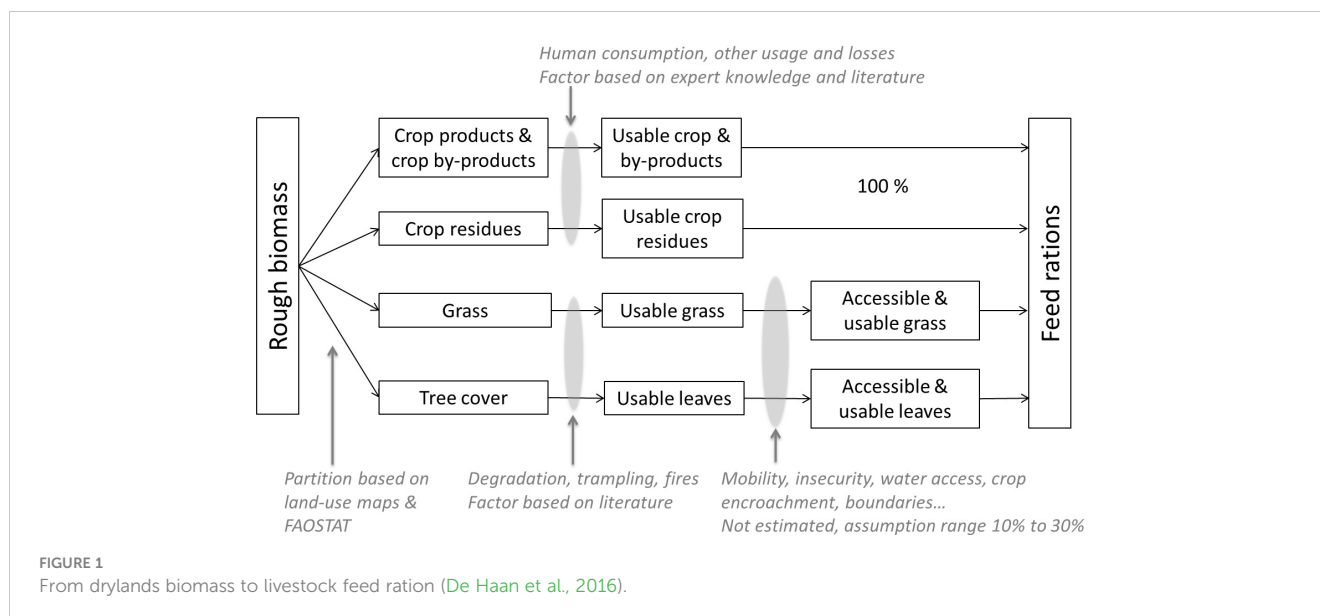 Human consumption, other usage and losses
Factor based on expert knowledge and literature
Rough biomass
Crop products &
crop by-products
Usable crop &
by-products
100 %
Crop residues
Usable crop
residues
Grass
Usable grass
Accessible &
usable grass
Tree cover
Usable leaves
Accessible &
usable leaves
Feed rations
Partition based on
land-use maps &
FAOSTAT
Degradation, trampling, fires
Factor based on literature
Mobility, insecurity, water access, crop
encroachment, boundaries…
Not estimated, assumption range 10% to 30%
FIGURE 1
From drylands biomass to livestock feed ration (De Haan et al., 2016).